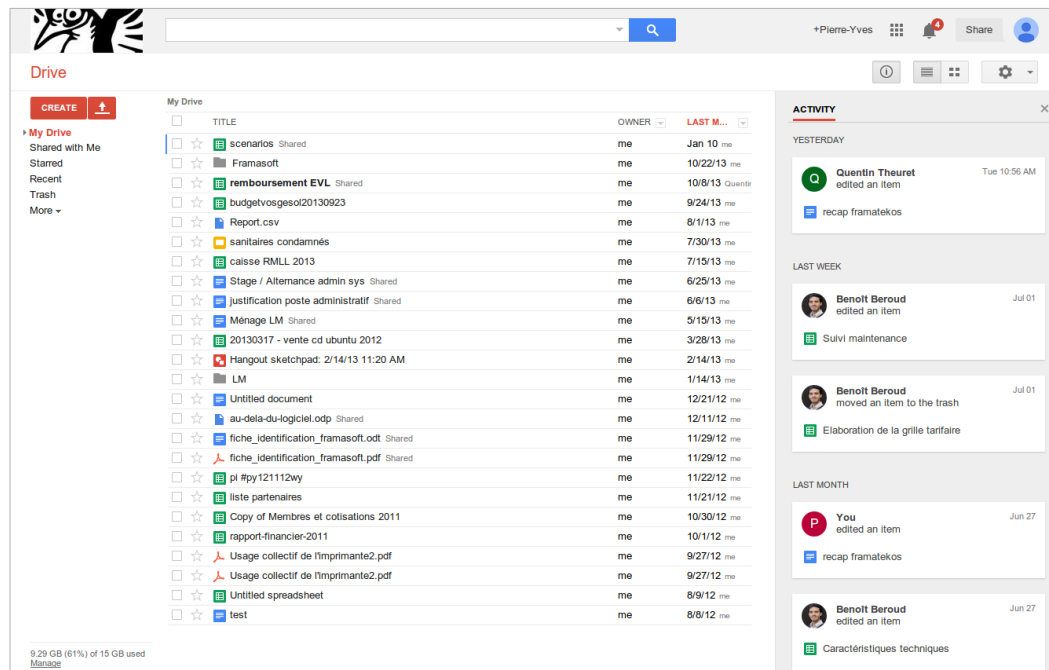 +Pierre-Yves 4 Share
Drive
CREATE
My Drive
Shared with Me
Starred
Recent
Trash
More
9.29 GB (61%) of 15 GB used
Manage
My Drive
TITLE OWNER LAST M...
scenarios Shared me Jan 10 me
Framasoft me 10/22/13 me
remboursement EVL Shared me 10/8/13 Quentin
budgetvosgesol20130923 me 9/24/13 me
Report.csv me 8/1/13 me
sanitaires condamnés me 7/30/13 me
caisse RMLL 2013 me 7/15/13 me
Stage / Alternance admin sys Shared me 6/25/13 me
justification poste administratif Shared me 6/6/13 me
Ménage LM Shared me 5/15/13 me
20130317 - vente cd ubuntu 2012 me 3/28/13 me
Hangout sketchpad: 2/14/13 11:20 AM me 2/14/13 me
LM me 1/14/13 me
Untitled document me 12/21/12 me
au-dela-du-logiciel.odp Shared me 12/11/12 me
fiche_identification_framasoft.odt Shared me 11/29/12 me
fiche_identification_framasoft.pdf Shared me 11/29/12 me
pi #py121112wy me 11/22/12 me
liste partenaires me 11/21/12 me
Copy of Membres et cotisations 2011 me 10/30/12 me
rapport-financier-2011 me 10/1/12 me
Usage collectif de l'imprimante2.pdf me 9/27/12 me
Usage collectif de l'imprimante2.pdf me 9/27/12 me
Untitled spreadsheet me 8/9/12 me
test me 8/8/12 me
ACTIVITY
YESTERDAY
Q Quentin Theuret Tue 10:56 AM
edited an item
recap framatekos
LAST WEEK
Benoît Beroud Jul 01
edited an item
Suivi maintenance
Benoît Beroud Jul 01
moved an item to the trash
Elaboration de la grille tarifaire
LAST MONTH
P You Jun 27
edited an item
recap framatekos
Benoît Beroud Jun 27
edited an item
Caractéristiques techniques